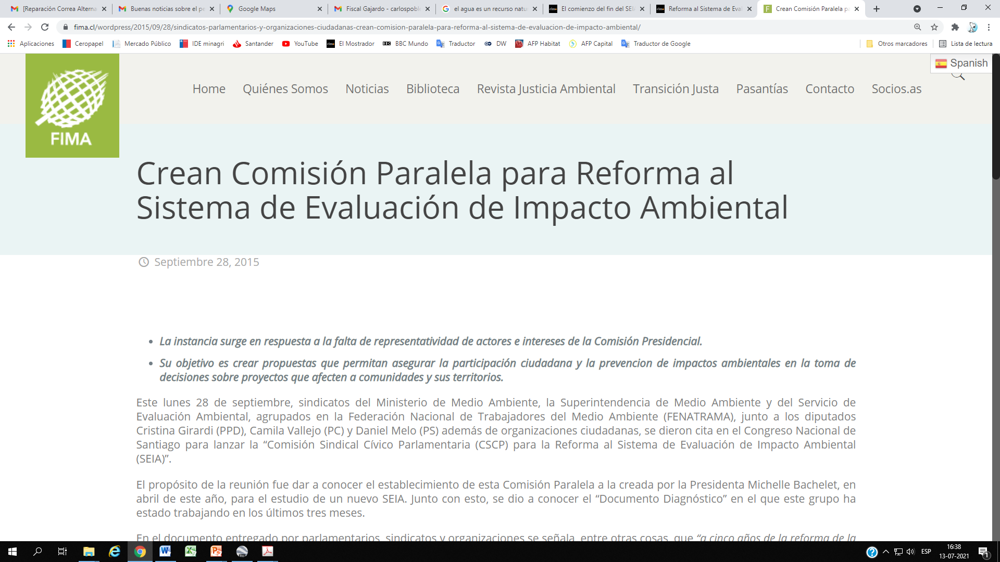 [Reparación Correa Alterna
Buenas noticias sobre el pe
Google Maps
Fiscal Gajardo - carlospobl
el agua es un recurso natu
El comienzo del fin del SEI
Reforma al Sistema de Eval
Crean Comisión Paralela p
fima.cl/wordpress/2015/09/28/sindicatos-parlamentarios-y-organizaciones-ciudadanas-crean-comision-paralela-para-reforma-al-sistema-de-evaluacion-de-impacto-ambiental/
Aplicaciones
Ceropapel
Mercado Público
IDE minagri
Santander
YouTube
El Mostrador
BBC Mundo
Traductor
DW
AFP Habitat
AFP Capital
Traductor de Google
Otros marcadores
Lista de lectura
Spanish
FIMA
Home Quiénes Somos Noticias Biblioteca Revista Justicia Ambiental Transición Justa Pasantías Contacto Socios.as
Crean Comisión Paralela para Reforma al
Sistema de Evaluación de Impacto Ambiental
Septiembre 28, 2015
• La instancia surge en respuesta a la falta de representatividad de actores e intereses de la Comisión Presidencial.
• Su objetivo es crear propuestas que permitan asegurar la participación ciudadana y la prevencion de impactos ambientales en la toma de
decisiones sobre proyectos que afecten a comunidades y sus territorios.
Este lunes 28 de septiembre, sindicatos del Ministerio de Medio Ambiente, la Superintendencia de Medio Ambiente y del Servicio de
Evaluación Ambiental, agrupados en la Federación Nacional de Trabajadores del Medio Ambiente (FENATRAMA), junto a los diputados
Cristina Girardi (PPD), Camila Vallejo (PC) y Daniel Melo (PS) además de organizaciones ciudadanas, se dieron cita en el Congreso Nacional de
Santiago para lanzar la “Comisión Sindical Cívico Parlamentaria (CSCP) para la Reforma al Sistema de Evaluación de Impacto Ambiental
(SEIA)”.
El propósito de la reunión fue dar a conocer el establecimiento de esta Comisión Paralela a la creada por la Presidenta Michelle Bachelet, en
abril de este año, para el estudio de un nuevo SEIA. Junto con esto, se dio a conocer el “Documento Diagnóstico” en el que este grupo ha
estado trabajando en los últimos tres meses.
En el documento entregado por parlamentarios, sindicatos y organizaciones se señala, entre otras cosas, que “a cinco años de la reforma de la
ESP
16:38
13-07-2021
1